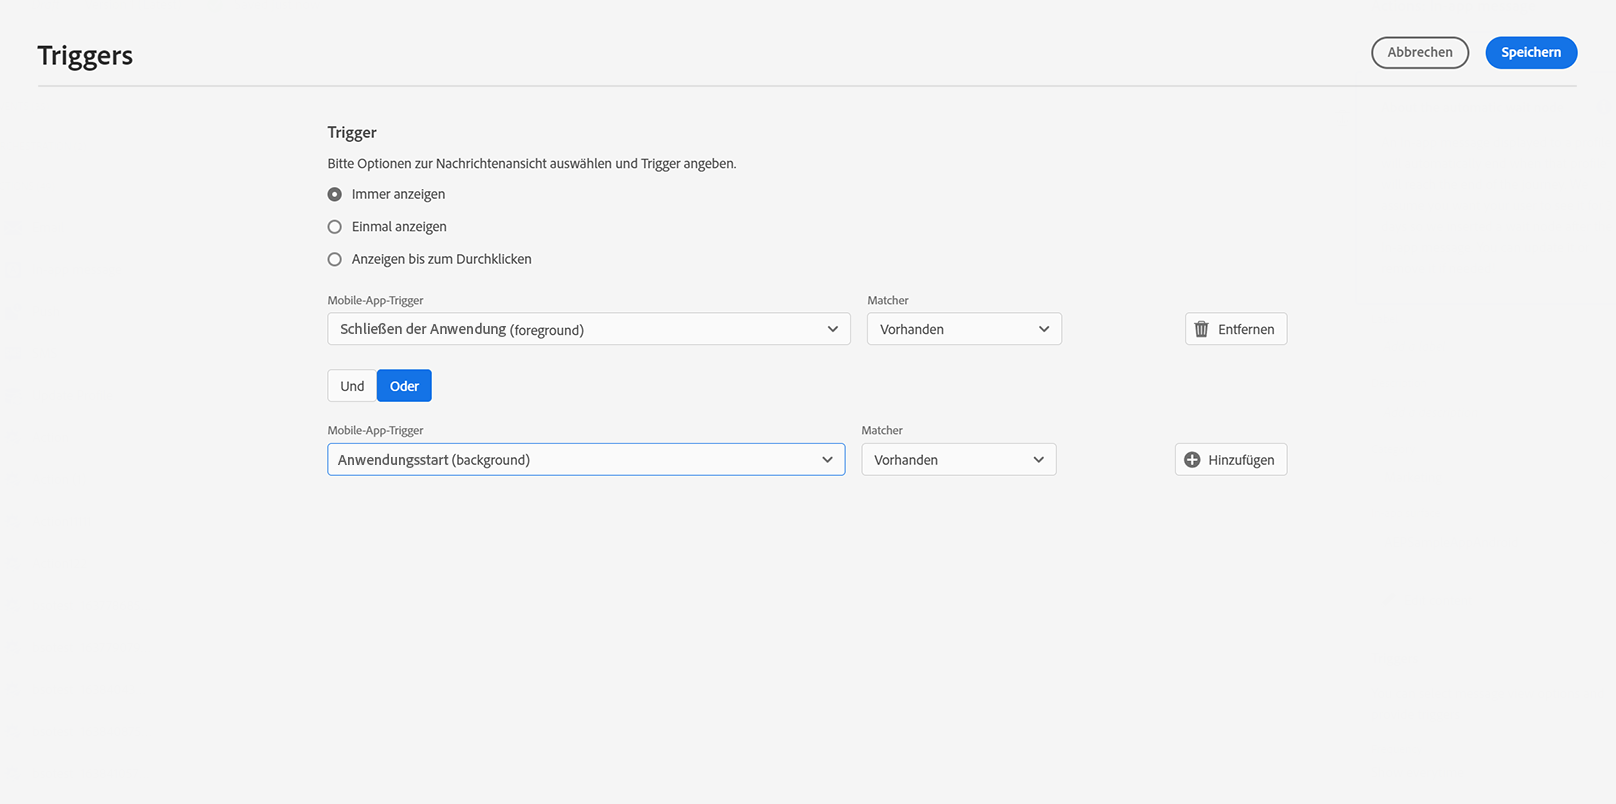 Triggers
Abbrechen
Speichern
Trigger
Bitte Optionen zur Nachrichtenansicht auswählen und Trigger angeben.
Immer anzeigen
Einmal anzeigen
Anzeigen bis zum Durchklicken
Mobile-App-Trigger
Matcher
Schließen der Anwendung (foreground)
Vorhanden
Entfernen
Und
Oder
Mobile-App-Trigger
Matcher
Anwendungsstart (background)
Vorhanden
Hinzufügen